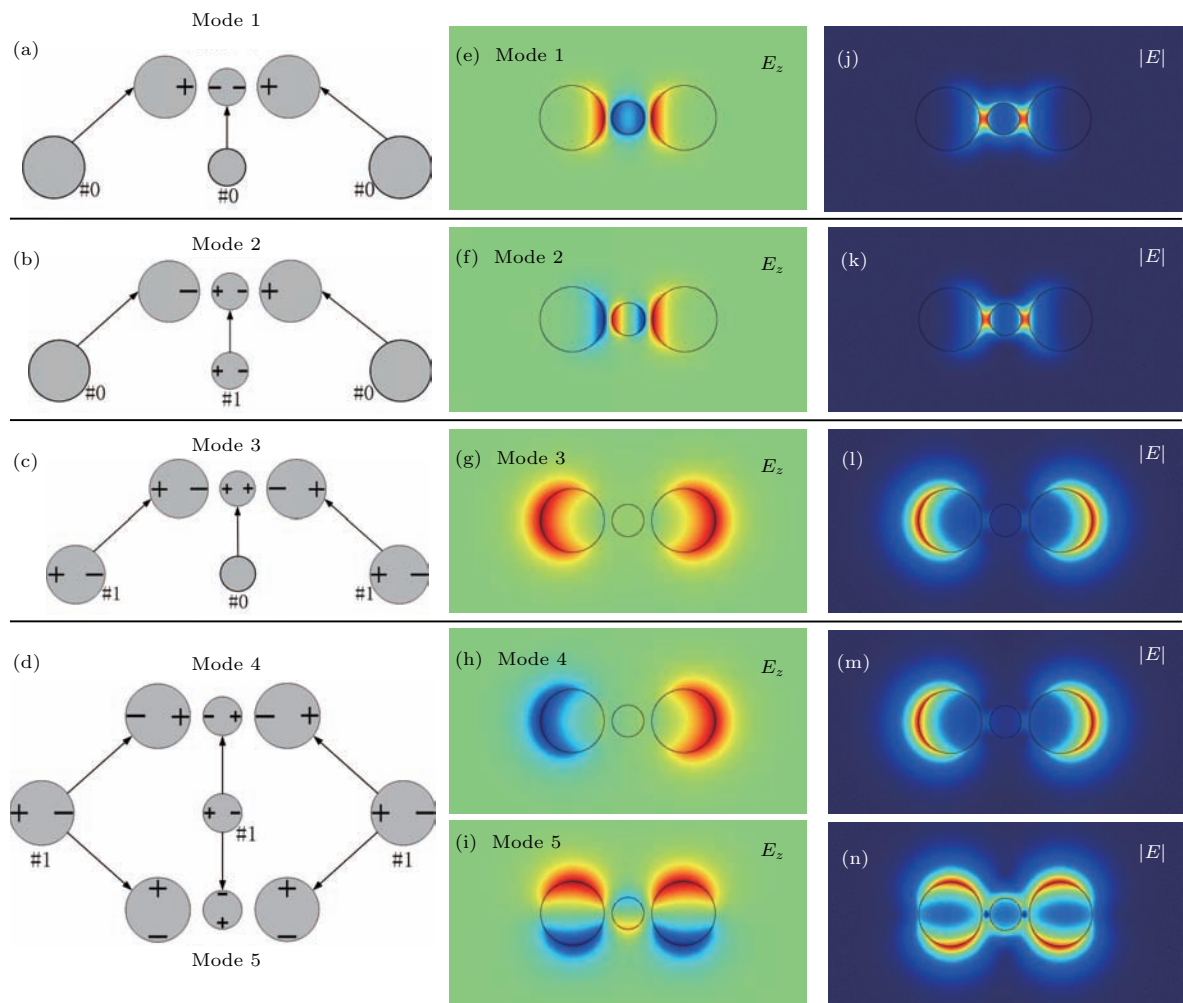 Mode 1
(a)
+ - - +
#0 #0 #0
(e) Mode 1 E_z
(j) |E|
Mode 2
(b)
- + - +
#0 + - #0
#1
(f) Mode 2 E_z
(k) |E|
Mode 3
(c)
+ - + + - +
+ - #1 #0 + - #1
(g) Mode 3 E_z
(l) |E|
(d)
Mode 4
- + - + - +
+ - + - + -
#1 #1 #1
+ - +
- + -
Mode 5
(h) Mode 4 E_z
(m) |E|
(i) Mode 5 E_z
(n) |E|